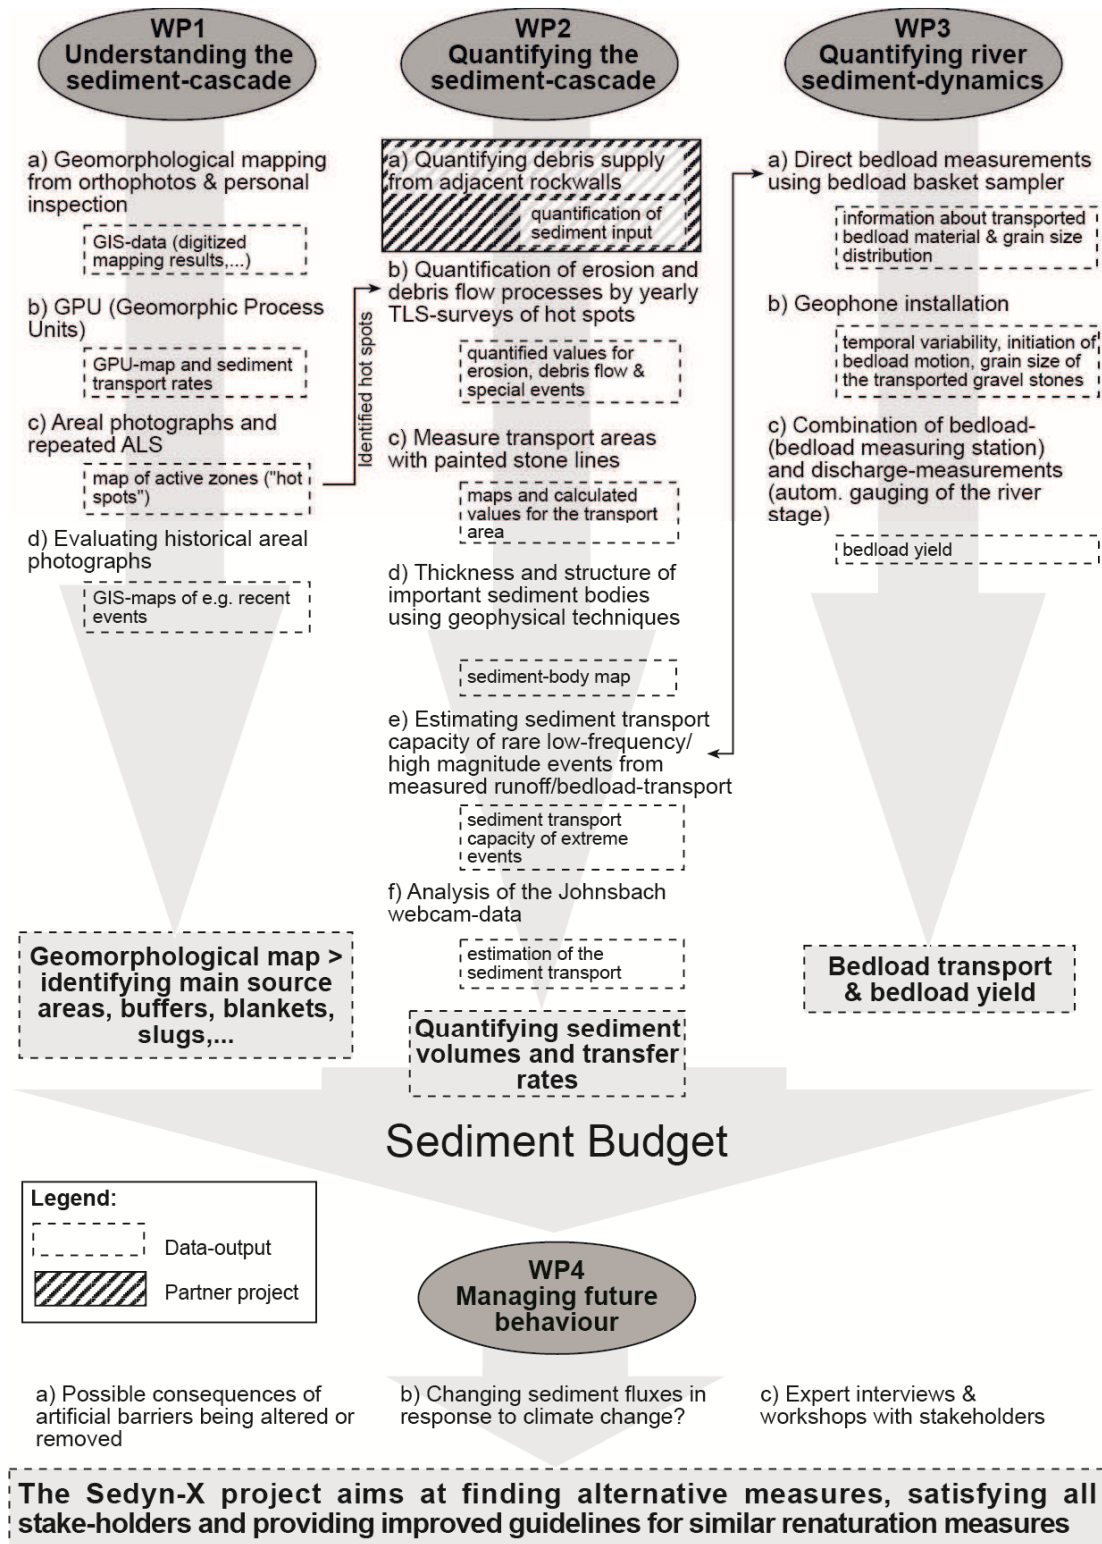 WP1
Understanding the
sediment-cascade
a) Geomorphological mapping
from orthophotos & personal
inspection
GIS-data (digitized
mapping results,...)
b) GPU (Geomorphic Process
Units)
GPU-map and sediment
transport rates
c) Areal photographs and
repeated ALS
map of active zones ("hot
spots")
d) Evaluating historical areal
photographs
GIS-maps of e.g. recent
events
Geomorphological map >
identifying main source
areas, buffers, blankets,
slugs,...
Identified hot spots
WP2
Quantifying the
sediment-cascade
a) Quantifying debris supply
from adjacent rockwalls
quantification of
sediment input
b) Quantification of erosion and
debris flow processes by yearly
TLS-surveys of hot spots
quantified values for
erosion, debris flow &
special events
c) Measure transport areas
with painted stone lines
maps and calculated
values for the transport
area
d) Thickness and structure of
important sediment bodies
using geophysical techniques
sediment-body map
e) Estimating sediment transport
capacity of rare low-frequency/
high magnitude events from
measured runoff/bedload-transport
sediment transport
capacity of extreme
events
f) Analysis of the Johnsbach
webcam-data
estimation of the
sediment transport
Quantifying sediment
volumes and transfer
rates
WP3
Quantifying river
sediment-dynamics
a) Direct bedload measurements
using bedload basket sampler
information about transported
bedload material & grain size
distribution
b) Geophone installation
temporal variability, initiation of
bedload motion, grain size of
the transported gravel stones
c) Combination of bedload-
(bedload measuring station)
and discharge-measurements
(autom. gauging of the river
stage)
bedload yield
Bedload transport
& bedload yield
Sediment Budget
Legend:
Data-output
Partner project
WP4
Managing future
behaviour
a) Possible consequences of
artificial barriers being altered or
removed
b) Changing sediment fluxes in
response to climate change?
c) Expert interviews &
workshops with stakeholders
The Sedyn-X project aims at finding alternative measures, satisfying all
stake-holders and providing improved guidelines for similar renaturation measures